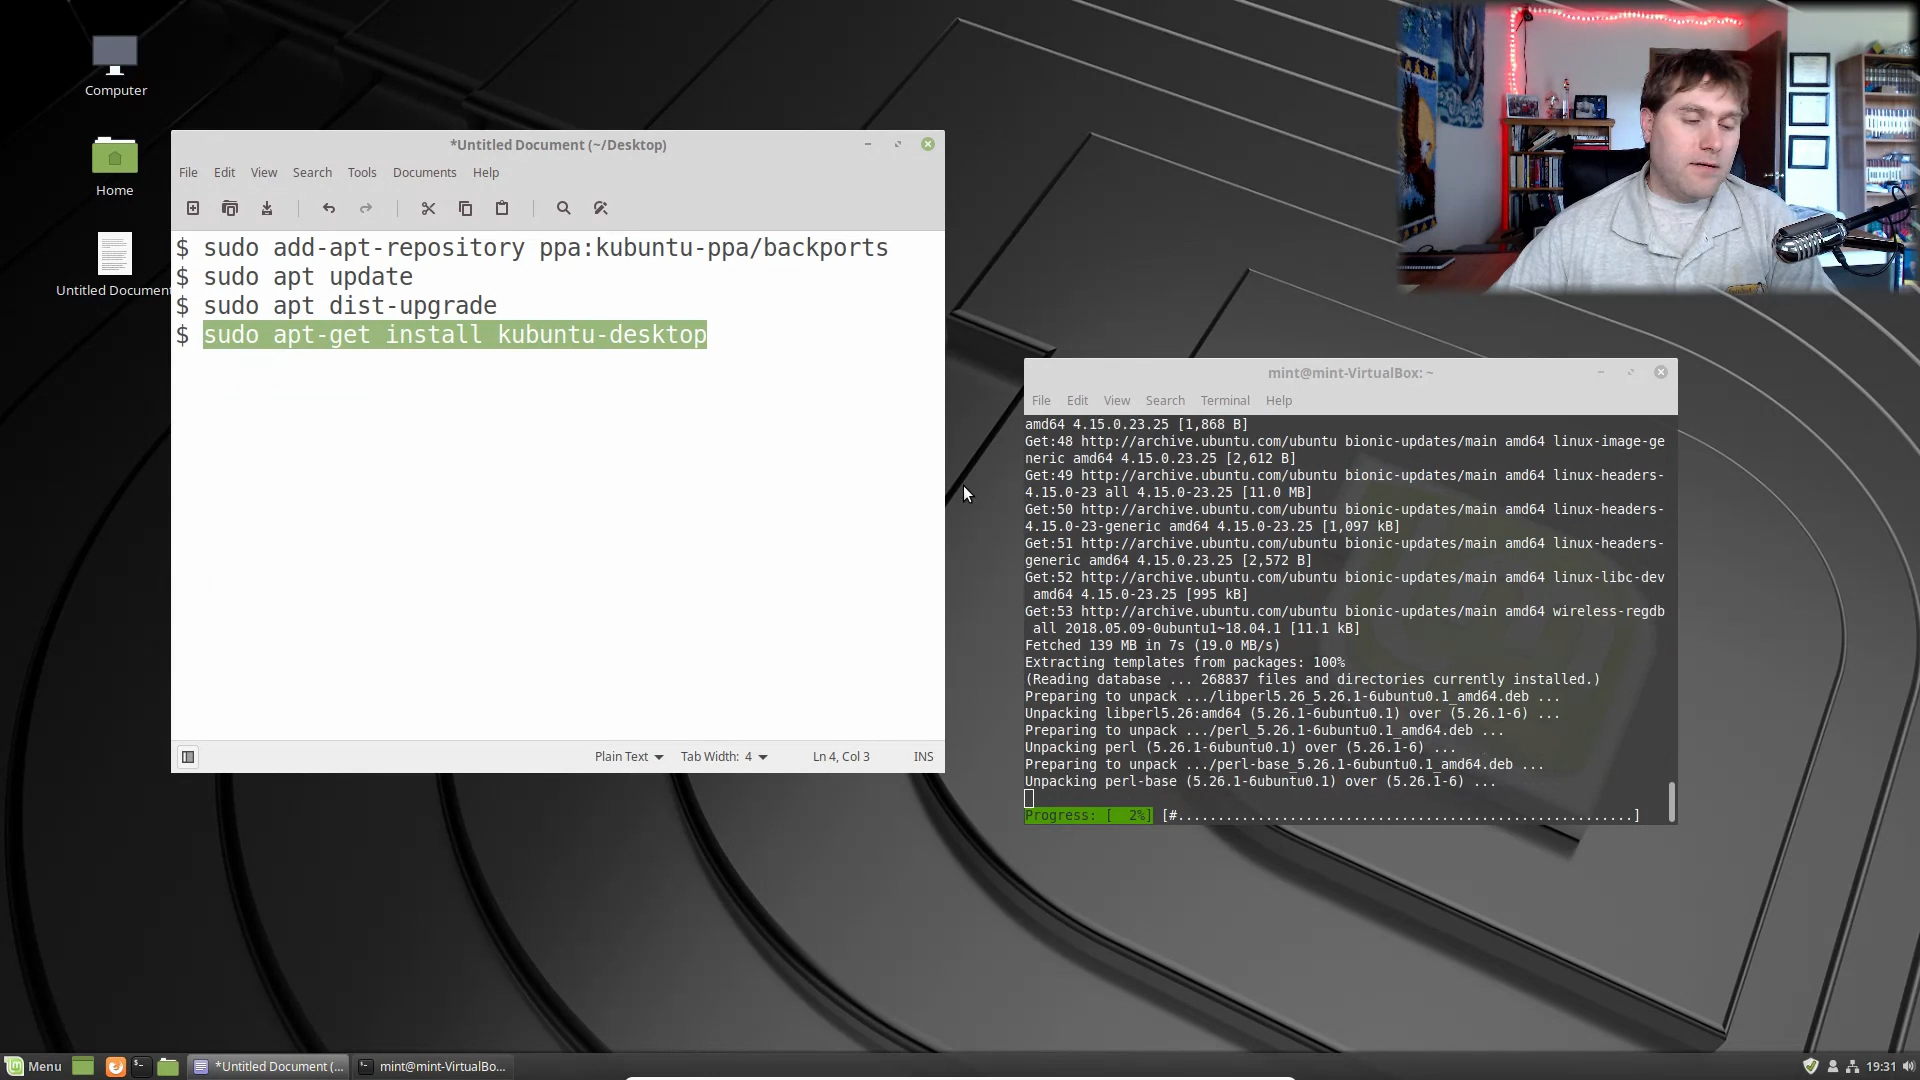 Computer
Home
Untitled Document
*Untitled Document (~/Desktop)
File Edit View Search Tools Documents Help
$ sudo add-apt-repository ppa:kubuntu-ppa/backports
$ sudo apt update
$ sudo apt dist-upgrade
$ sudo apt-get install kubuntu-desktop
Plain Text Tab Width: 4 Ln 4, Col 3 INS
mint@mint-VirtualBox: ~
File Edit View Search Terminal Help
amd64 4.15.0.23.25 [1,868 B]
Get:48 http://archive.ubuntu.com/ubuntu bionic-updates/main amd64 linux-image-ge
neric amd64 4.15.0.23.25 [2,612 B]
Get:49 http://archive.ubuntu.com/ubuntu bionic-updates/main amd64 linux-headers-
4.15.0-23 all 4.15.0-23.25 [11.0 MB]
Get:50 http://archive.ubuntu.com/ubuntu bionic-updates/main amd64 linux-headers-
4.15.0-23-generic amd64 4.15.0-23.25 [1,097 kB]
Get:51 http://archive.ubuntu.com/ubuntu bionic-updates/main amd64 linux-headers-
generic amd64 4.15.0.23.25 [2,572 B]
Get:52 http://archive.ubuntu.com/ubuntu bionic-updates/main amd64 linux-libc-dev
amd64 4.15.0-23.25 [995 kB]
Get:53 http://archive.ubuntu.com/ubuntu bionic-updates/main amd64 wireless-regdb
all 2018.05.09-0ubuntu1~18.04.1 [11.1 kB]
Fetched 139 MB in 7s (19.0 MB/s)
Extracting templates from packages: 100%
(Reading database ... 268837 files and directories currently installed.)
Preparing to unpack .../libperl5.26_5.26.1-6ubuntu0.1_amd64.deb ...
Unpacking libperl5.26:amd64 (5.26.1-6ubuntu0.1) over (5.26.1-6) ...
Preparing to unpack .../perl_5.26.1-6ubuntu0.1_amd64.deb ...
Unpacking perl (5.26.1-6ubuntu0.1) over (5.26.1-6) ...
Preparing to unpack .../perl-base_5.26.1-6ubuntu0.1_amd64.deb ...
Unpacking perl-base (5.26.1-6ubuntu0.1) over (5.26.1-6) ...
Progress: [  2%] [#.........................................................]
Menu *Untitled Document (... mint@mint-VirtualBo... 19:31